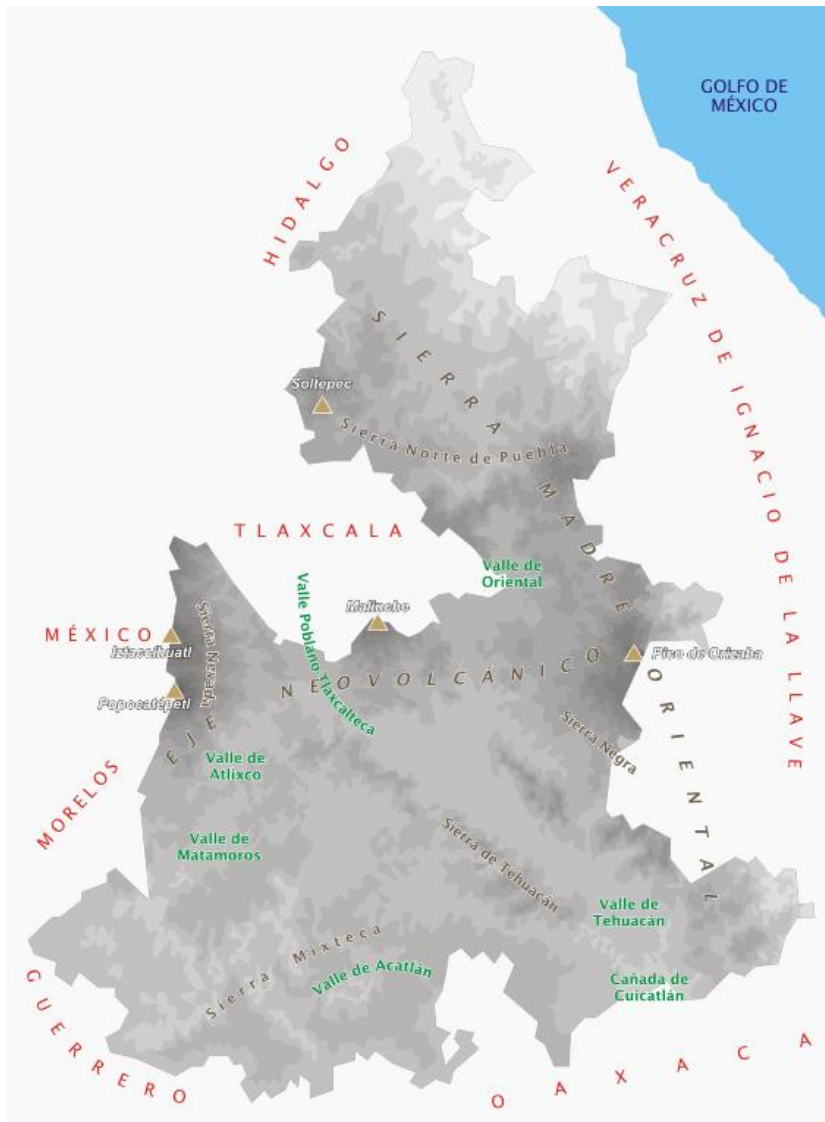 GOLFO DE
MÉXICO
HIDALGO
VERACRUZ DE IGNACIO DE LA LLAVE
SIERRA MADRE ORIENTAL
Soltepec
Sierra Norte de Puebla
TLAXCALA
Valle de
Oriental
Valle Poblano Tlaxcalteca
Malinche
Sierra Nevada
MÉXICO
Iztaccíhuatl
Pico de Orizaba
EJE NEOVOLCÁNICO
Popocatépetl
Sierra Negra
Valle de
Atlixco
MORELOS
Valle de
Matamoros
Sierra de Tehuacán
Valle de
Tehuacán
Sierra Mixteca
Valle de Acatlán
Cañada de
Cuicatlán
GUERRERO
OAXACA